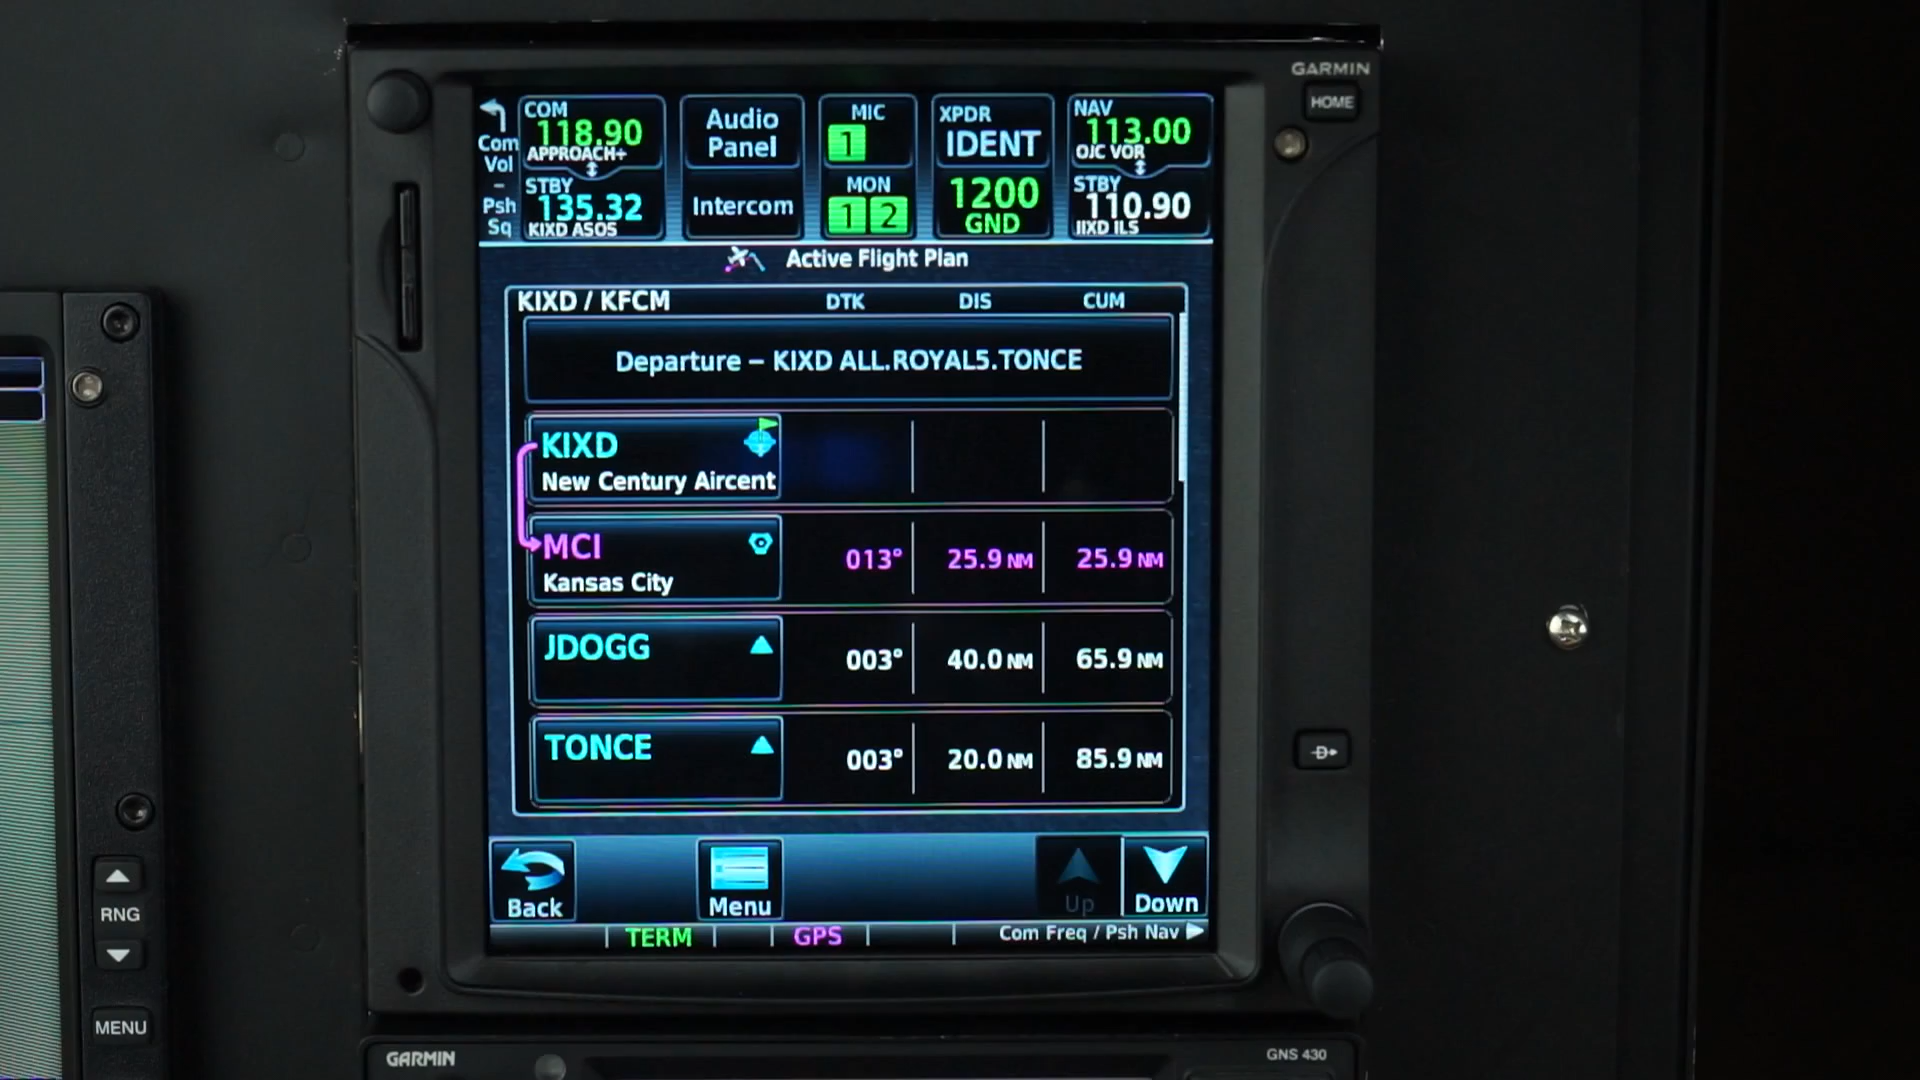 GARMIN
HOME
Com
Vol
-
Psh
Sq
COM
118.90
APPROACH+
STBY
135.32
KIXD ASOS
Audio
Panel
Intercom
MIC
1
MON
1 2
XPDR
IDENT
1200
GND
NAV
113.00
OJC VOR
STBY
110.90
IIXD ILS
Active Flight Plan
KIXD / KFCM DTK DIS CUM
Departure – KIXD ALL.ROYAL5.TONCE
KIXD
New Century Aircent
MCI 013° 25.9 NM 25.9 NM
Kansas City
JDOGG 003° 40.0 NM 65.9 NM
TONCE 003° 20.0 NM 85.9 NM
Back Menu Up Down
TERM GPS Com Freq / Psh Nav
RNG
MENU
GARMIN GNS 430